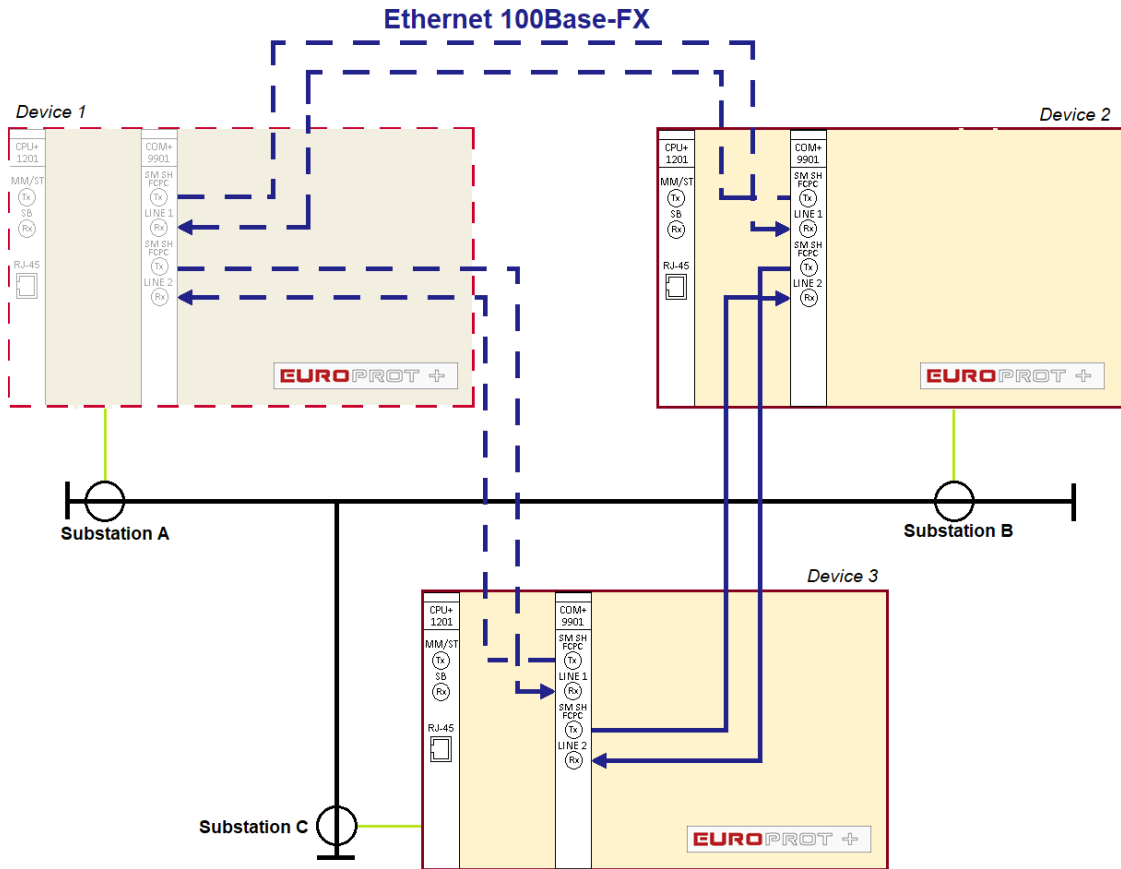 Ethernet 100Base-FX
Device 1
CPU+
1201
MM/ST
Tx
SB
Rx
RJ-45
COM+
9901
SM SH
FCPC
Tx
LINE 1
Rx
SM SH
FCPC
Tx
LINE 2
Rx
EUROPROT +
Device 2
CPU+
1201
MM/ST
Tx
SB
Rx
RJ-45
COM+
9901
SM SH
FCPC
Tx
LINE 1
Rx
SM SH
FCPC
Tx
LINE 2
Rx
EUROPROT +
Substation A
Substation B
Device 3
CPU+
1201
MM/ST
Tx
SB
Rx
RJ-45
COM+
9901
SM SH
FCPC
Tx
LINE 1
Rx
SM SH
FCPC
Tx
LINE 2
Rx
EUROPROT +
Substation C